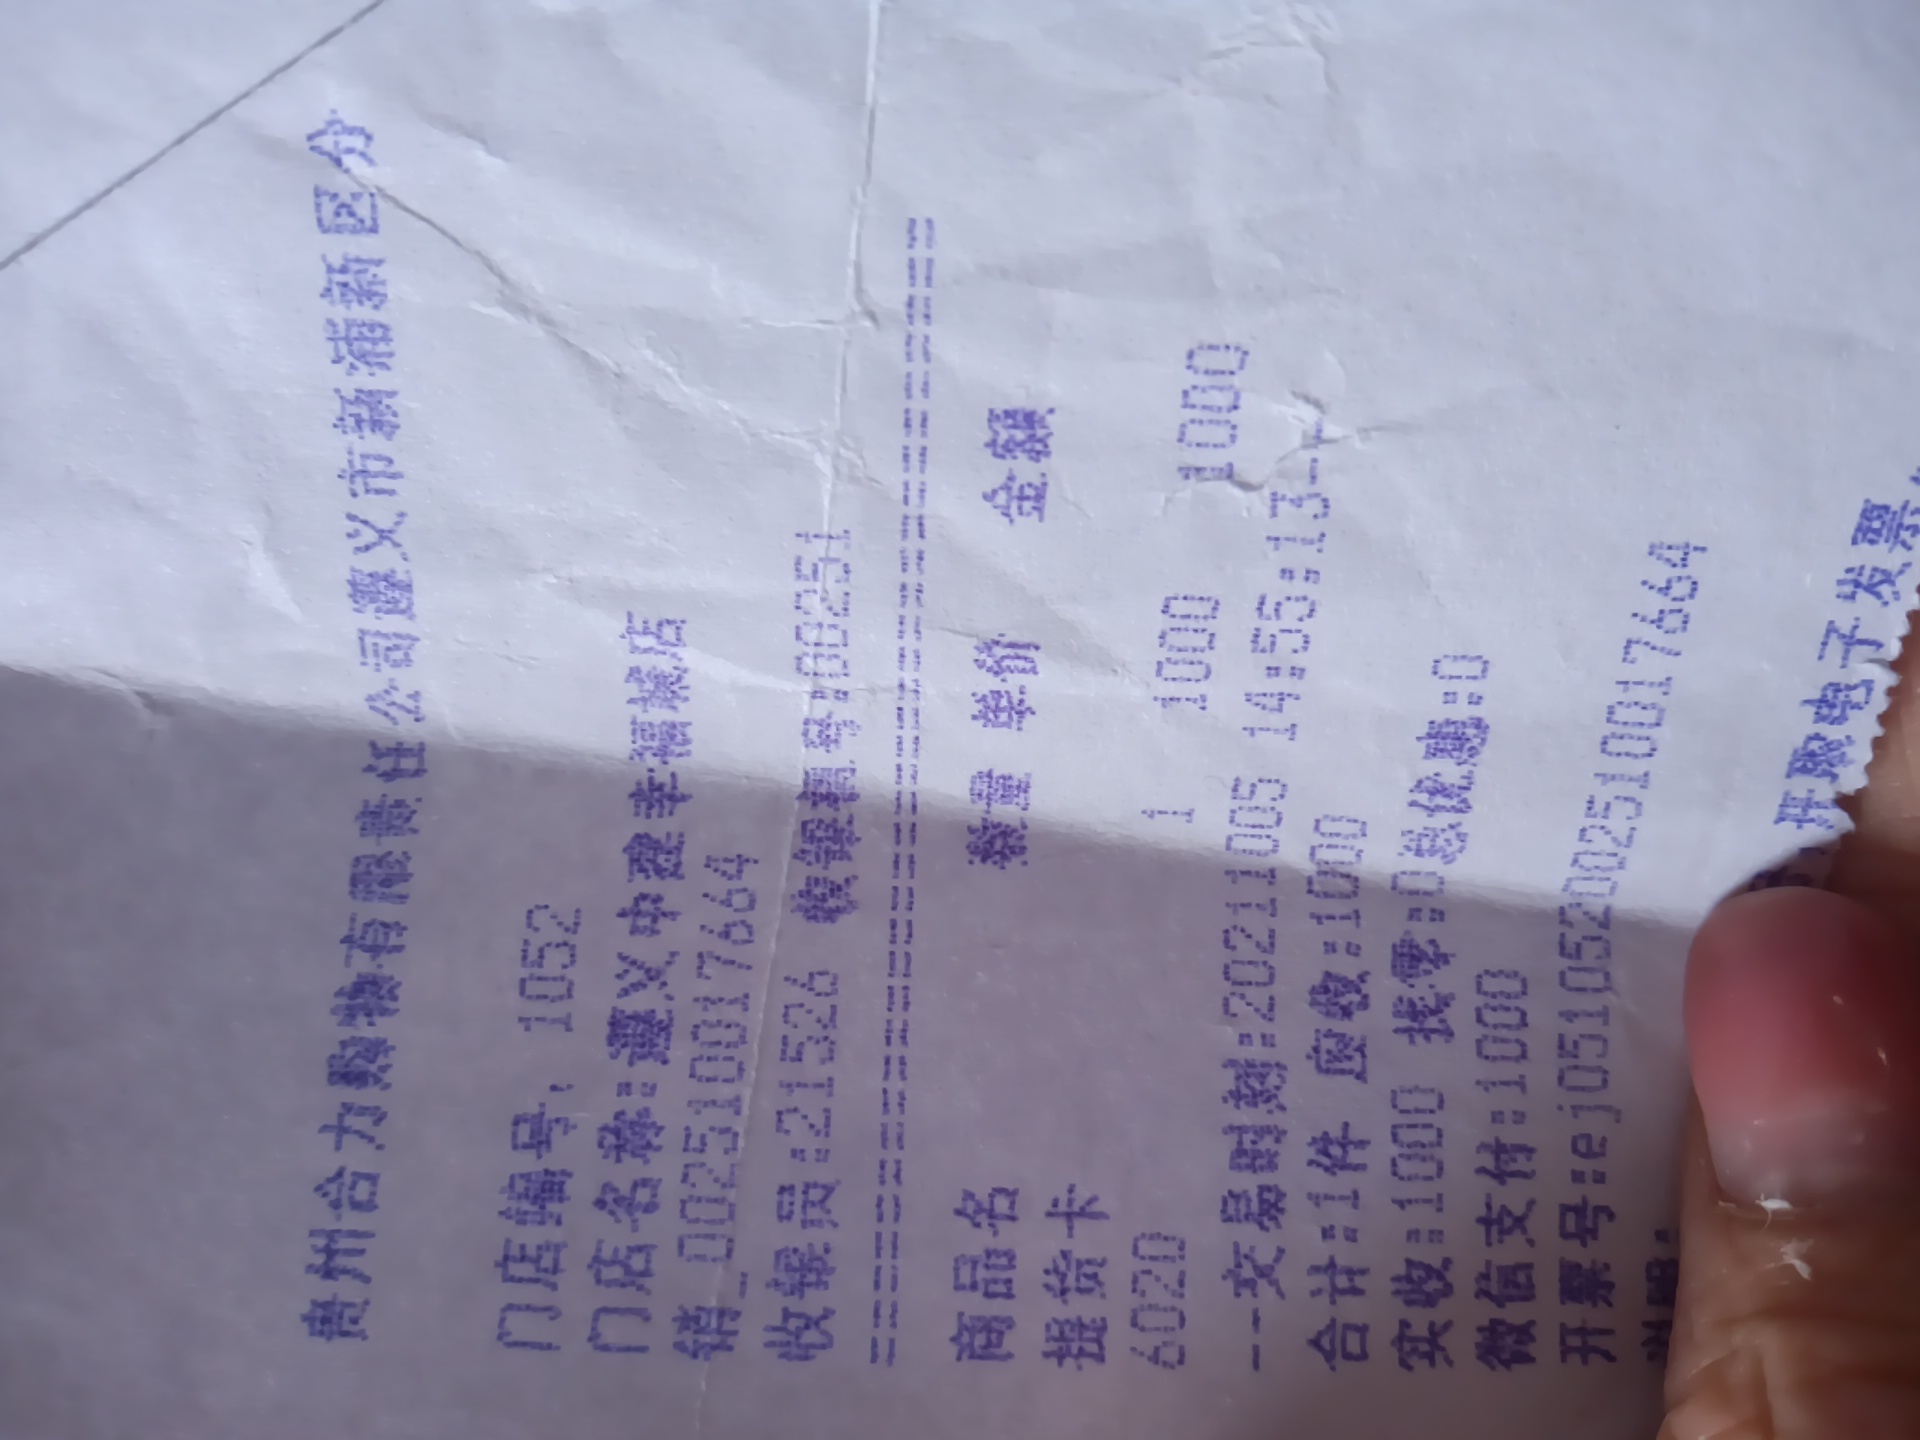 贵州合力购物有限责任公司遵义市新蒲新区分
门店编号: 1052
门店名称:遵义中建幸福城店
销_002510017664
收银员:21526 收银机号:00251
================================
商品名 数量 单价 金额
提货卡
6020 1 1000 1000
--交易时刻:20211005 14:55:13--
合计:1件 应收:1000
实收:1000 找零:0总优惠:0
微信支付:1000
开票号:ej051052002510017664
开取电子发票